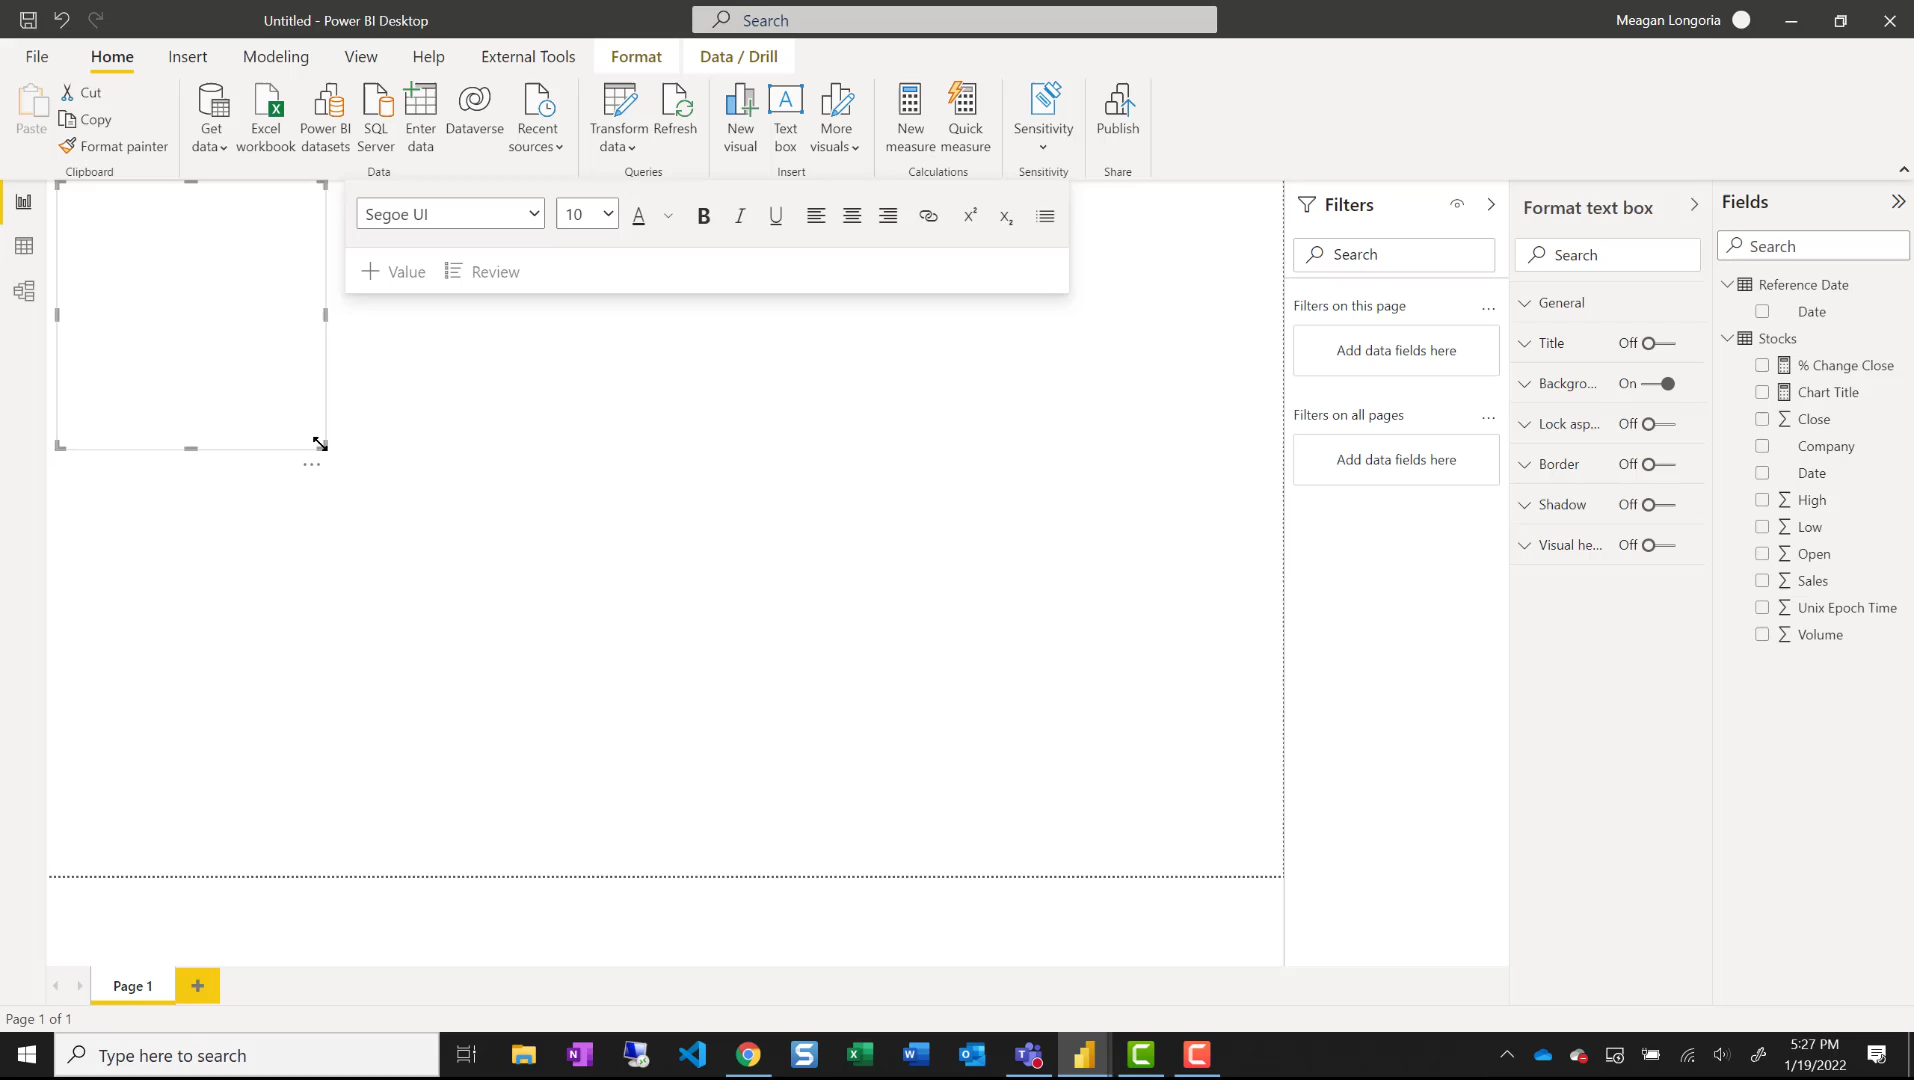 Untitled - Power BI Desktop
Search
Meagan Longoria
File
Home
Insert
Modeling
View
Help
External Tools
Format
Data / Drill
Paste
Cut
Copy
Format painter
Get data
Excel workbook
Power BI datasets
SQL Server
Enter data
Dataverse
Recent sources
Transform data
Refresh
New visual
Text box
More visuals
New measure
Quick measure
Sensitivity
Publish
Clipboard
Data
Queries
Insert
Calculations
Sensitivity
Share
Segoe UI
10
Value
Review
Filters
Search
Filters on this page
Add data fields here
Filters on all pages
Add data fields here
Format text box
Search
General
Title Off
Backgro... On
Lock asp... Off
Border Off
Shadow Off
Visual he... Off
Fields
Search
Reference Date
Date
Stocks
% Change Close
Chart Title
Close
Company
Date
High
Low
Open
Sales
Unix Epoch Time
Volume
Page 1
Page 1 of 1
Type here to search
5:27 PM
1/19/2022